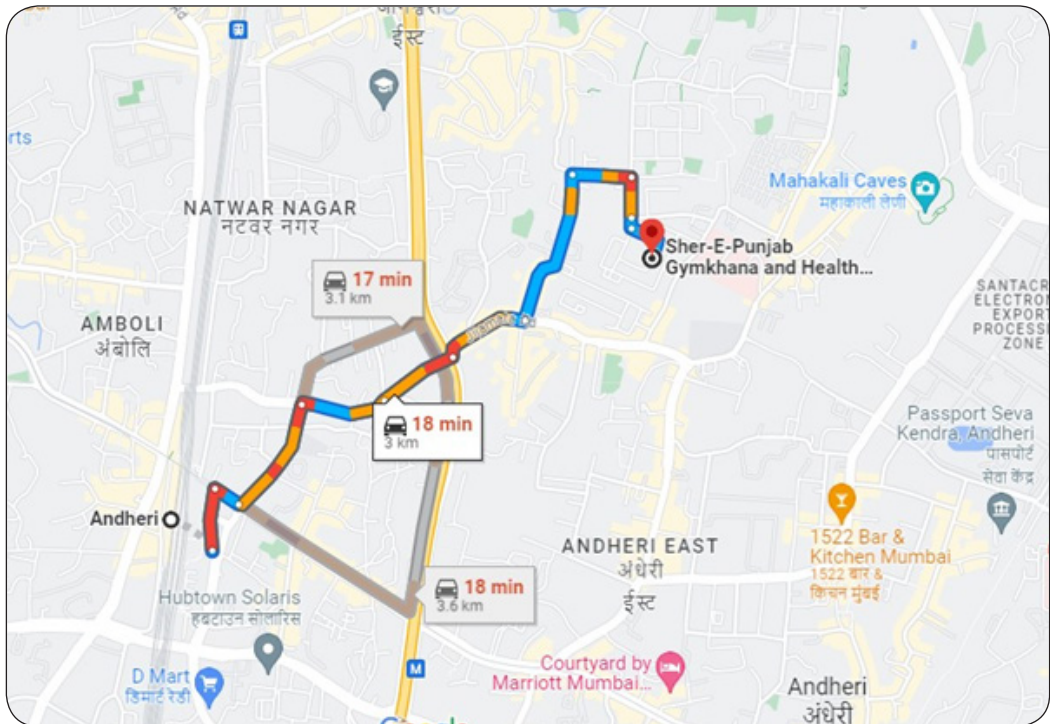 ईस्ट
rts
NATWAR NAGAR
नटवर नगर
Mahakali Caves
महाकाली लेणी
Sher-E-Punjab
Gymkhana and Health...
17 min
3.1 km
SANTACR
ELECTRON
EXPORT
PROCESSI
ZONE
AMBOLI
अंबोलि
18 min
3 km
Passport Seva
Kendra, Andheri
पासपोर्ट
सेवा केंद्र
Andheri
1522 Bar &
Kitchen Mumbai
1522 बार &
किचन मुंबई
ANDHERI EAST
अंधेरी
ईस्ट
18 min
3.6 km
Hubtown Solaris
हबटाउन सोलारिस
M
D Mart
डिमार्ट रेडी
Courtyard by
Marriott Mumbai...
Andheri
अंधेरी